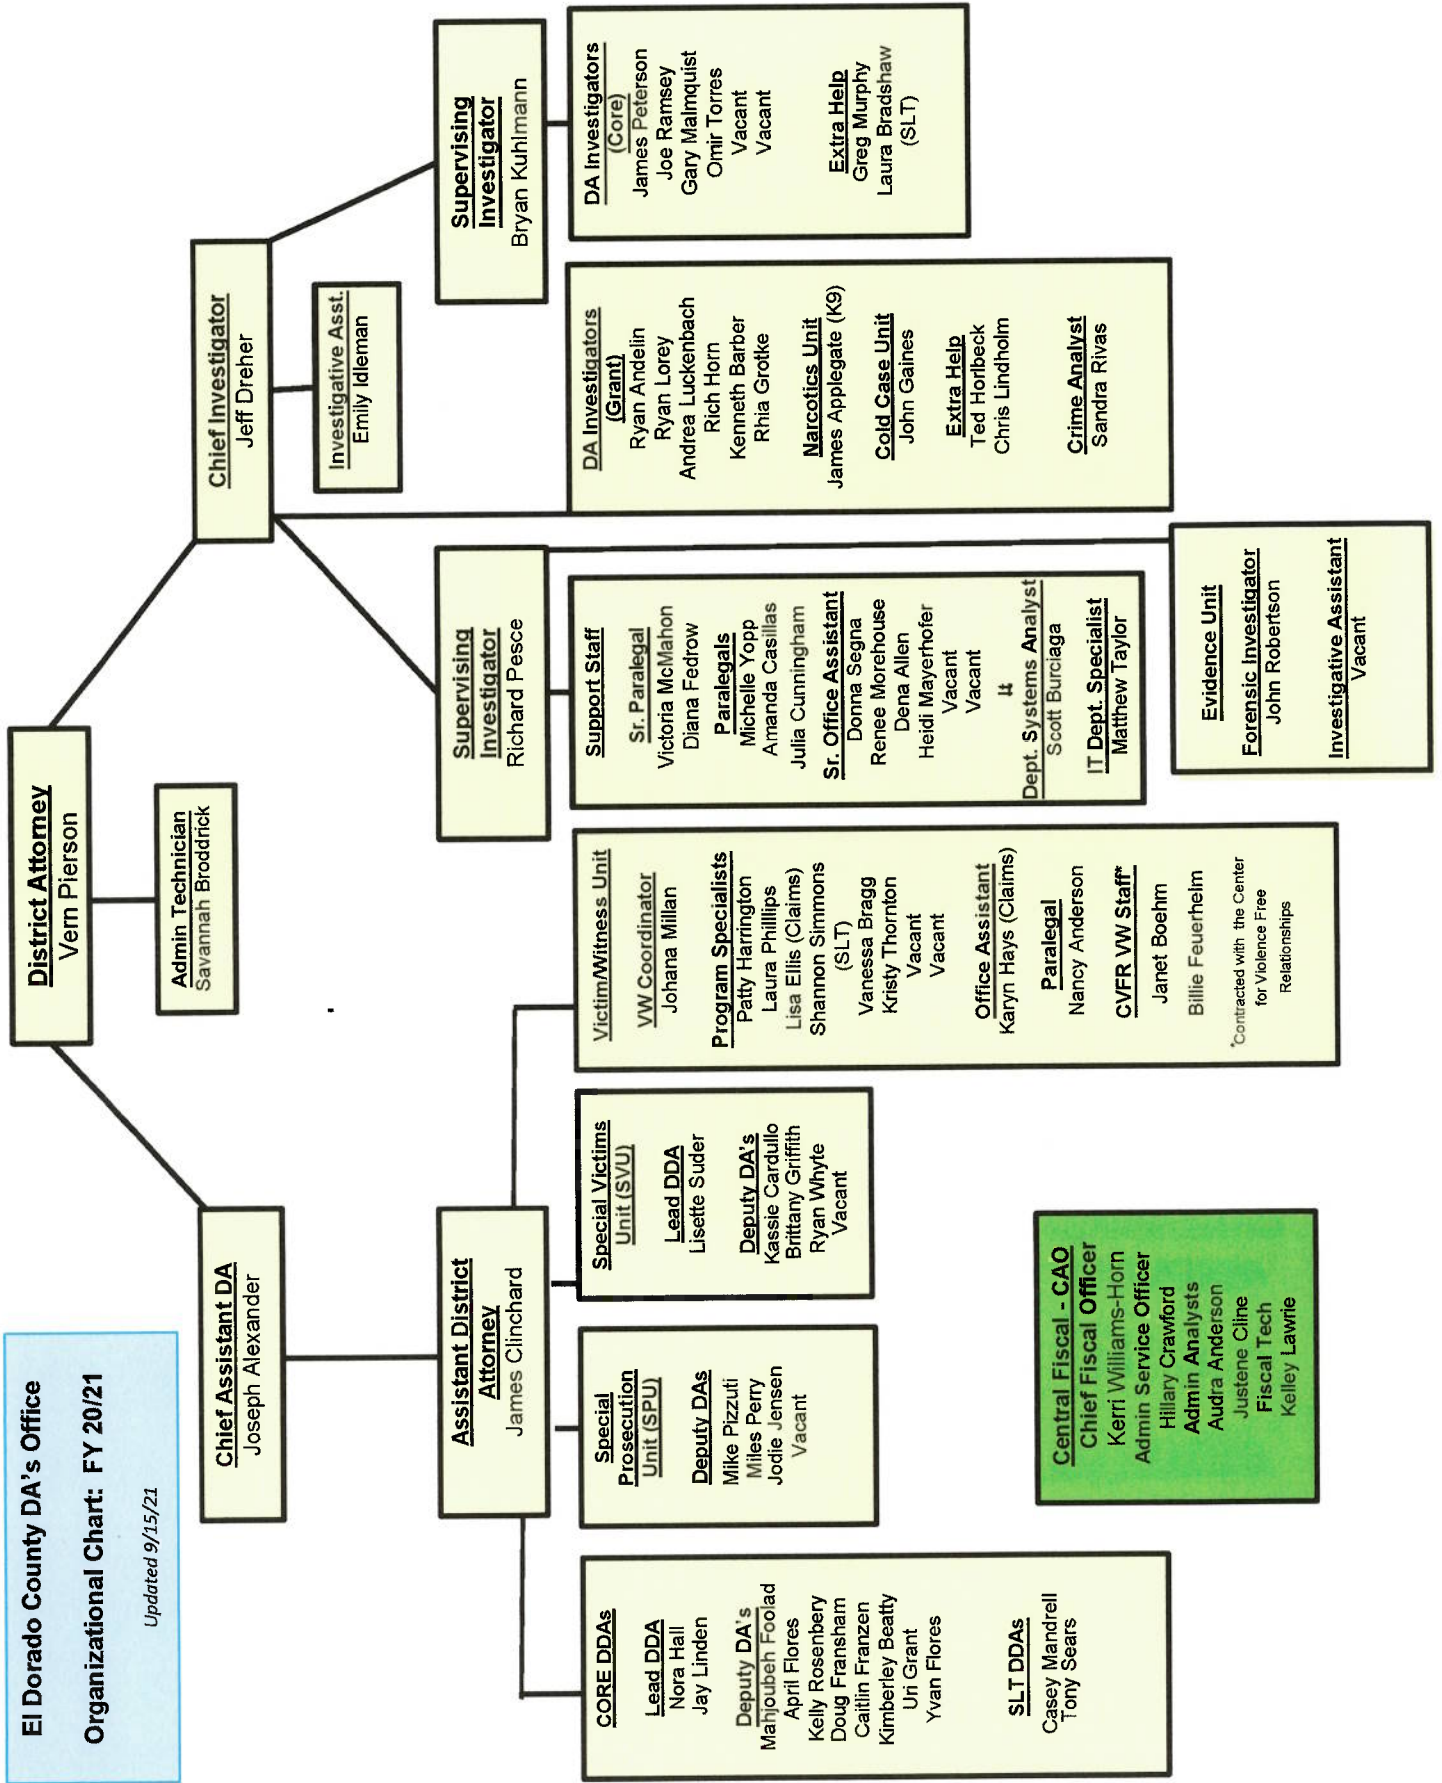 El Dorado County DA's Office
Organizational Chart: FY 20/21
Updated 9/15/21
District Attorney
Vern Pierson
Admin Technician
Savannah Broddrick
Chief Assistant DA
Joseph Alexander
Chief Investigator
Jeff Dreher
Investigative Asst.
Emily Idleman
Assistant District
Attorney
James Clinchard
Supervising
Investigator
Richard Pesce
Supervising
Investigator
Bryan Kuhlmann
CORE DDAs
Lead DDA
Nora Hall
Jay Linden
Deputy DA's
Mahjoubeh Foolad
April Flores
Kelly Rosenbery
Doug Fransham
Caitlin Franzen
Kimberley Beatty
Uri Grant
Yvan Flores
SLT DDAs
Casey Mandrell
Tony Sears
Special
Prosecution
Unit (SPU)
Deputy DAs
Mike Pizzuti
Miles Perry
Jodie Jensen
Vacant
Special Victims
Unit (SVU)
Lead DDA
Lisette Suder
Deputy DA's
Kassie Cardullo
Brittany Griffith
Ryan Whyte
Vacant
Victim/Witness Unit
VW Coordinator
Johana Millan
Program Specialists
Patty Harrington
Laura Phillips
Lisa Ellis (Claims)
Shannon Simmons
(SLT)
Vanessa Bragg
Kristy Thornton
Vacant
Vacant
Office Assistant
Karyn Hays (Claims)
Paralegal
Nancy Anderson
CVFR VW Staff*
Janet Boehm
Billie Feuerhelm
*Contracted with the Center
for Violence Free
Relationships
Support Staff
Sr. Paralegal
Victoria McMahon
Diana Fedrow
Paralegals
Michelle Yopp
Amanda Casillas
Julia Cunningham
Sr. Office Assistant
Donna Segna
Renee Morehouse
Dena Allen
Heidi Mayerhofer
Vacant
Vacant
It
Dept. Systems Analyst
Scott Burciaga
IT Dept. Specialist
Matthew Taylor
DA Investigators
(Grant)
Ryan Andelin
Ryan Lorey
Andrea Luckenbach
Rich Horn
Kenneth Barber
Rhia Grotke
Narcotics Unit
James Applegate (K9)
Cold Case Unit
John Gaines
Extra Help
Ted Horlbeck
Chris Lindholm
Crime Analyst
Sandra Rivas
DA Investigators
(Core)
James Peterson
Joe Ramsey
Gary Malmquist
Omir Torres
Vacant
Vacant
Extra Help
Greg Murphy
Laura Bradshaw
(SLT)
Central Fiscal - CAO
Chief Fiscal Officer
Kerri Williams-Horn
Admin Service Officer
Hillary Crawford
Admin Analysts
Audra Anderson
Justene Cline
Fiscal Tech
Kelley Lawrie
Evidence Unit
Forensic Investigator
John Robertson
Investigative Assistant
Vacant